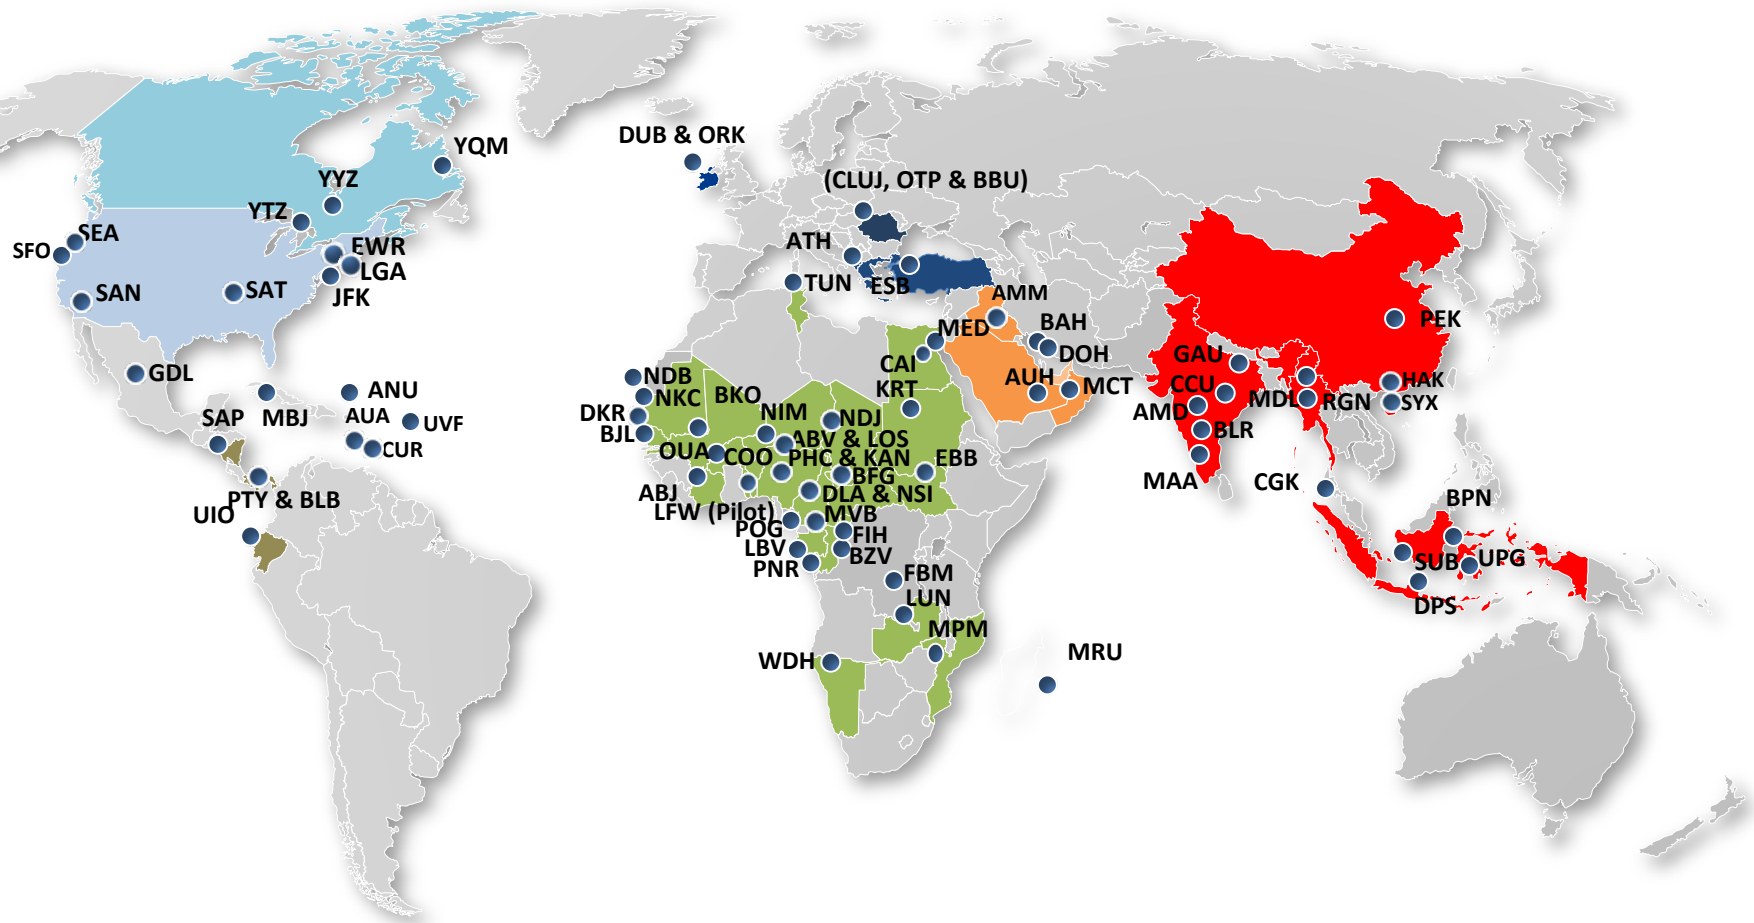 DUB & ORK
YQM
YYZ
(CLUJ, OTP & BBU)
YTZ
SEA
SFO
EWR
LGA
JFK
SAN
SAT
ATH
TUN
ESB
AMM
MED
BAH
DOH
CAI
AUH
MCT
KRT
PEK
GAU
CCU
AMD
MDL
RGN
HAK
SYX
BLR
MAA
GDL
MBJ
ANU
AUA
UVF
CUR
SAP
PTY & BLB
UIO
NDB
NKC
DKR
BJL
BKO
NIM
NDJ
ABV & LOS
OUA
COO
PHC & KAN
EBB
BFG
ABJ
DLA & NSI
LFW (Pilot)
MVB
POG
FIH
LBV
BZV
PNR
FBM
LUN
MPM
WDH
MRU
CGK
BPN
SUB
UPG
DPS